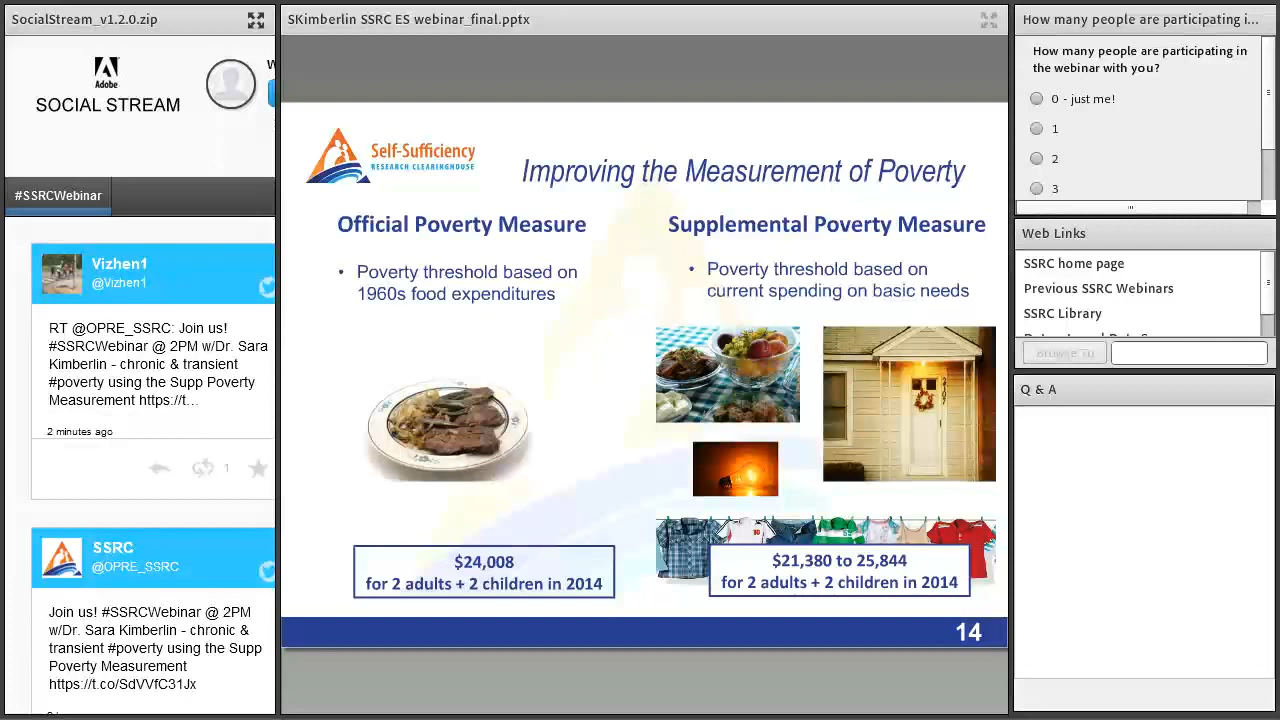 SocialStream_v1.2.0.zip
Adobe
SOCIAL STREAM
#SSRCWebinar
Vizhen1
@Vizhen1
RT @OPRE_SSRC: Join us!
#SSRCWebinar @ 2PM w/Dr. Sara
Kimberlin - chronic & transient
#poverty using the Supp Poverty
Measurement https://t...
2 minutes ago
1
SSRC
@OPRE_SSRC
Join us! #SSRCWebinar @ 2PM
w/Dr. Sara Kimberlin - chronic &
transient #poverty using the Supp
Poverty Measurement
https://t.co/SdVVfC31Jx
SKimberlin SSRC ES webinar_final.pptx
Self-Sufficiency
RESEARCH CLEARINGHOUSE
Improving the Measurement of Poverty
Official Poverty Measure
• Poverty threshold based on
1960s food expenditures
$24,008
for 2 adults + 2 children in 2014
Supplemental Poverty Measure
• Poverty threshold based on
current spending on basic needs
$21,380 to 25,844
for 2 adults + 2 children in 2014
14
How many people are participating i...
How many people are participating in
the webinar with you?
0 - just me!
1
2
3
Web Links
SSRC home page
Previous SSRC Webinars
SSRC Library
Browse To
Q & A